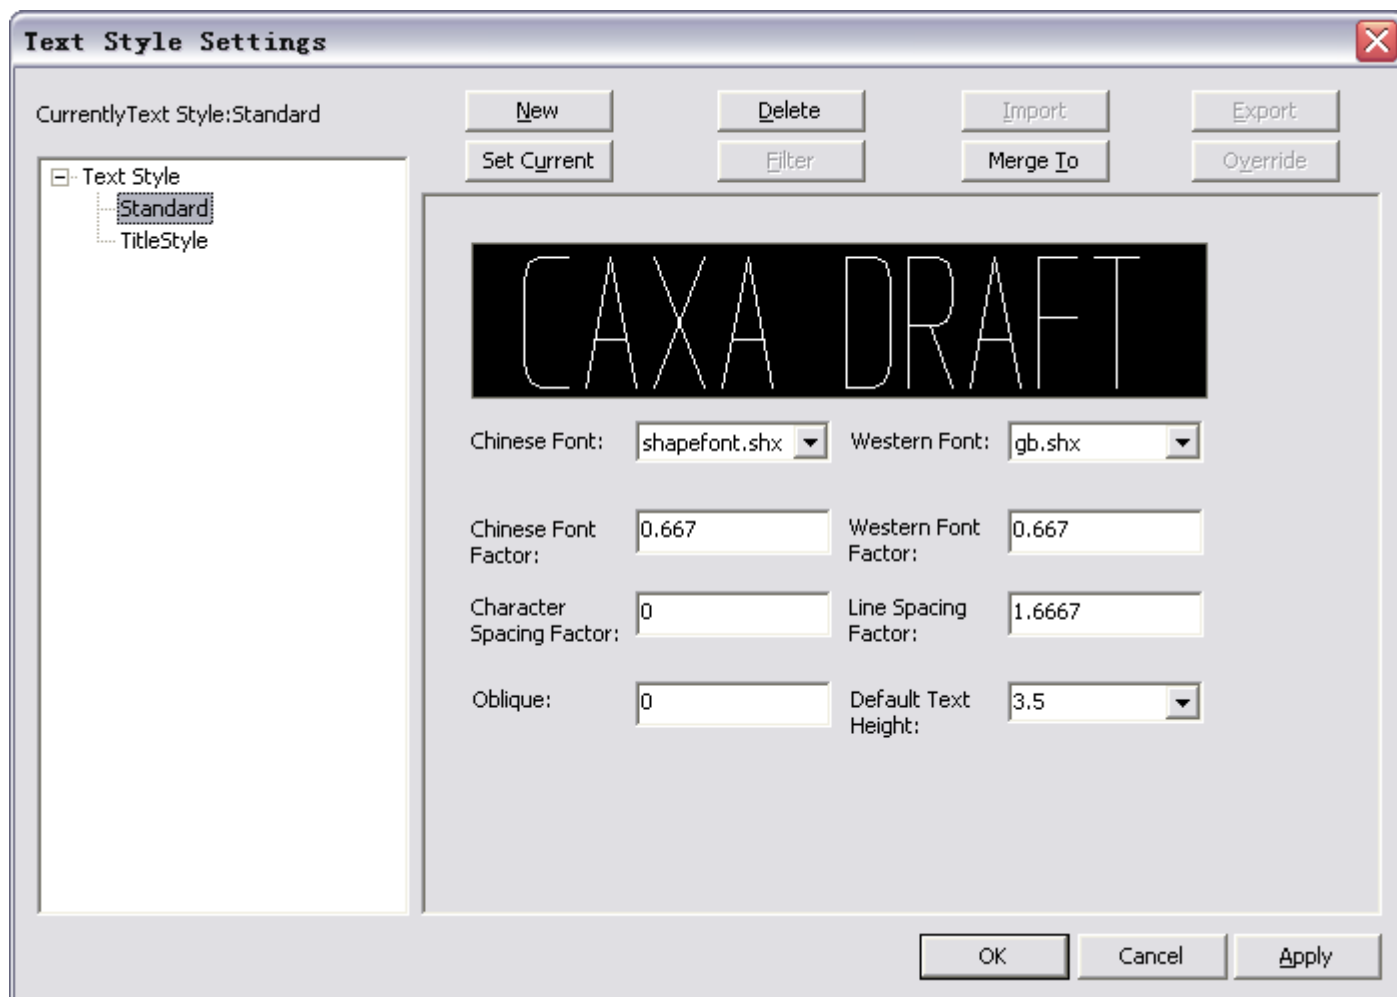 Text Style Settings
CurrentlyText Style:Standard
New
Delete
Import
Export
Set Current
Filter
Merge To
Override
Text Style
Standard
TitleStyle
CAXA DRAFT
Chinese Font:
shapefont.shx
Western Font:
gb.shx
Chinese Font
Factor:
0.667
Western Font
Factor:
0.667
Character
Spacing Factor:
0
Line Spacing
Factor:
1.6667
Oblique:
0
Default Text
Height:
3.5
OK
Cancel
Apply